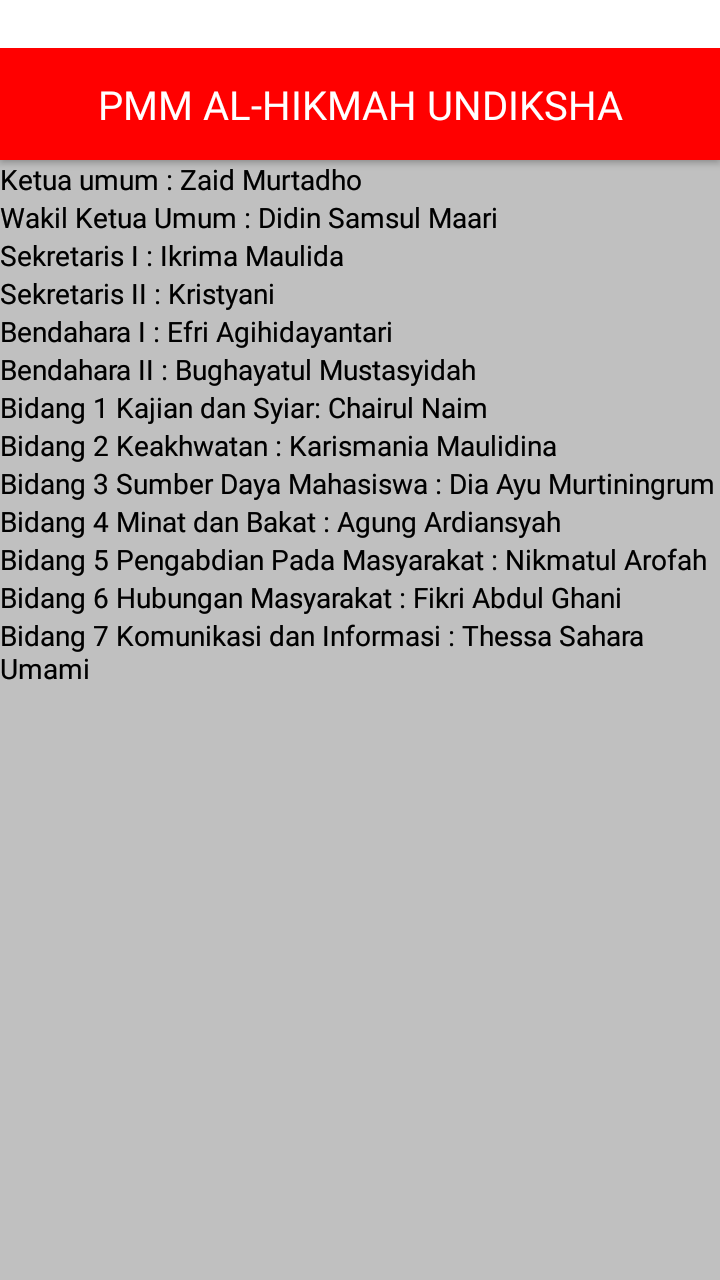 PMM AL-HIKMAH UNDIKSHA
Ketua umum : Zaid Murtadho
Wakil Ketua Umum : Didin Samsul Maari
Sekretaris I : Ikrima Maulida
Sekretaris II : Kristyani
Bendahara I : Efri Agihidayantari
Bendahara II : Bughayatul Mustasyidah
Bidang 1 Kajian dan Syiar: Chairul Naim
Bidang 2 Keakhwatan : Karismania Maulidina
Bidang 3 Sumber Daya Mahasiswa : Dia Ayu Murtiningrum
Bidang 4 Minat dan Bakat : Agung Ardiansyah
Bidang 5 Pengabdian Pada Masyarakat : Nikmatul Arofah
Bidang 6 Hubungan Masyarakat : Fikri Abdul Ghani
Bidang 7 Komunikasi dan Informasi : Thessa Sahara
Umami